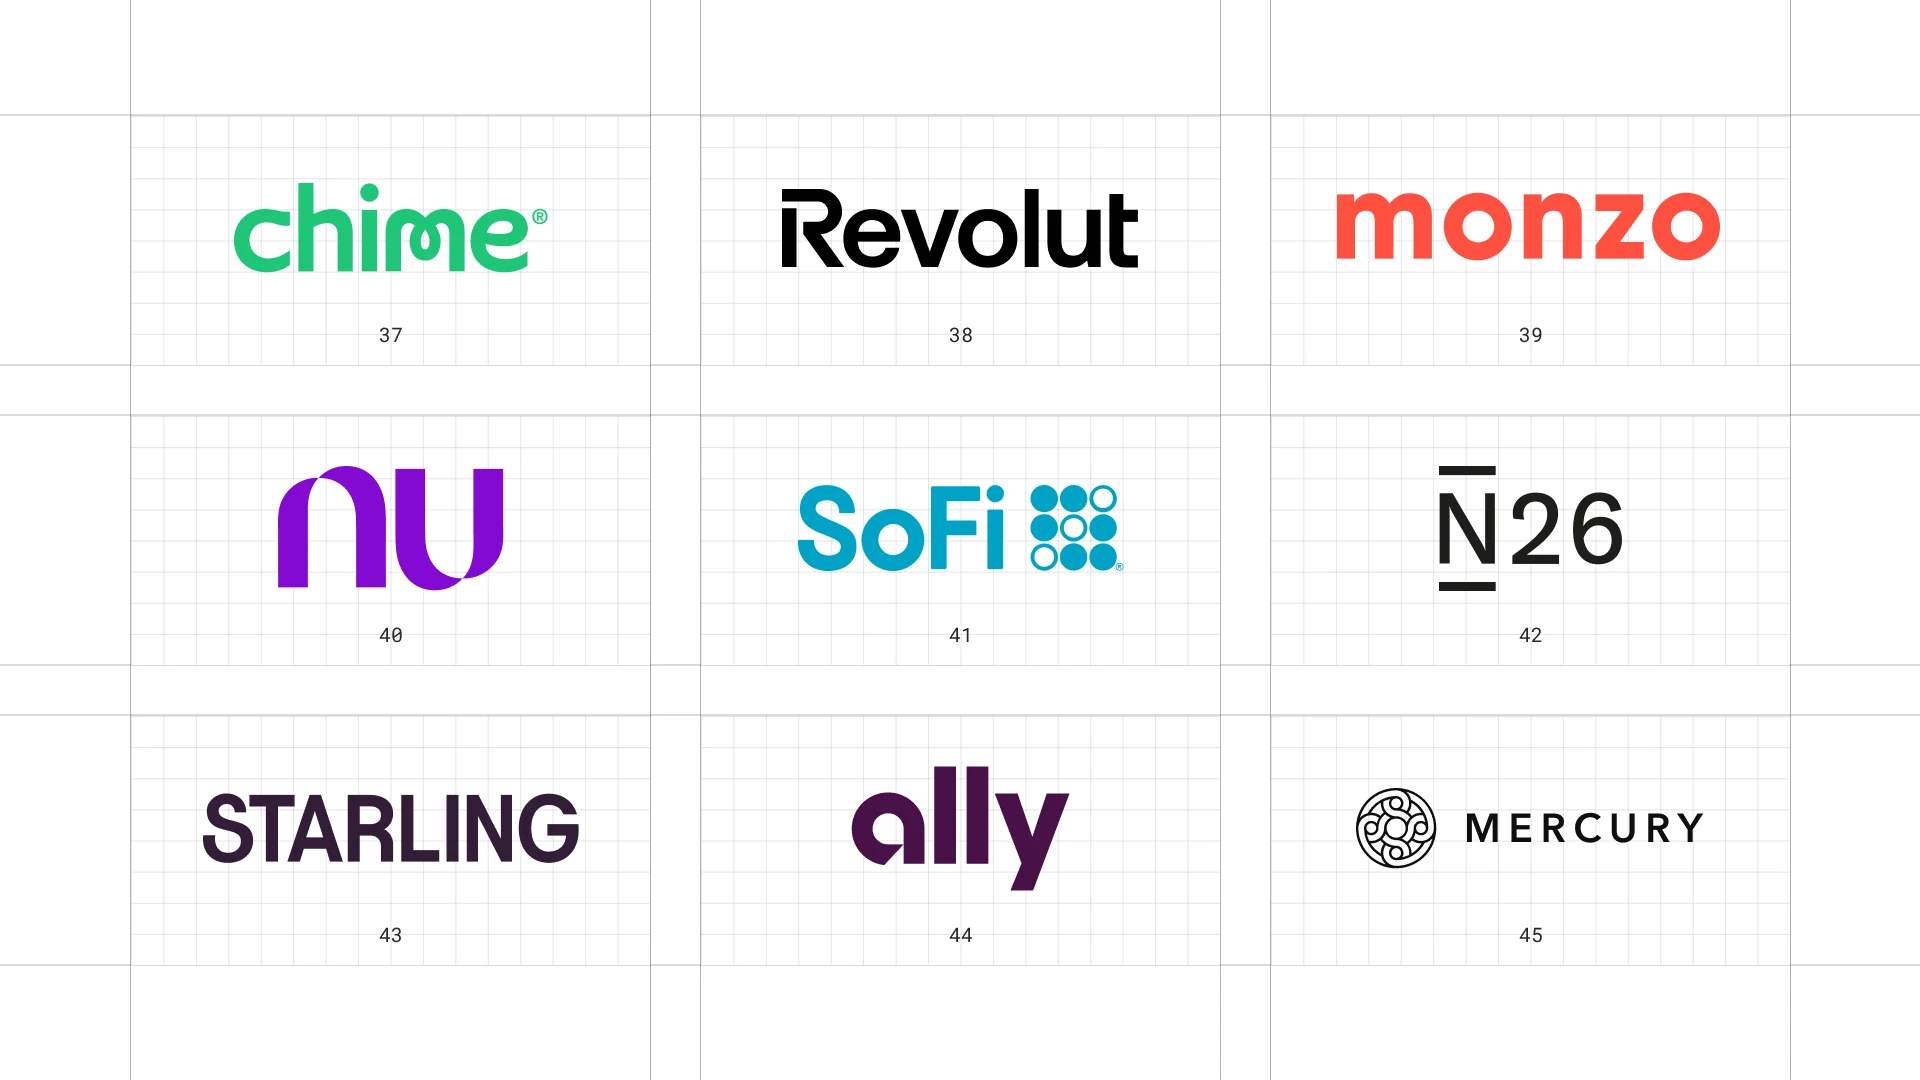 chime®
Revolut
monzo
37
38
39
nu
SoFi®
N26
40
41
42
STARLING
ally
MERCURY
43
44
45